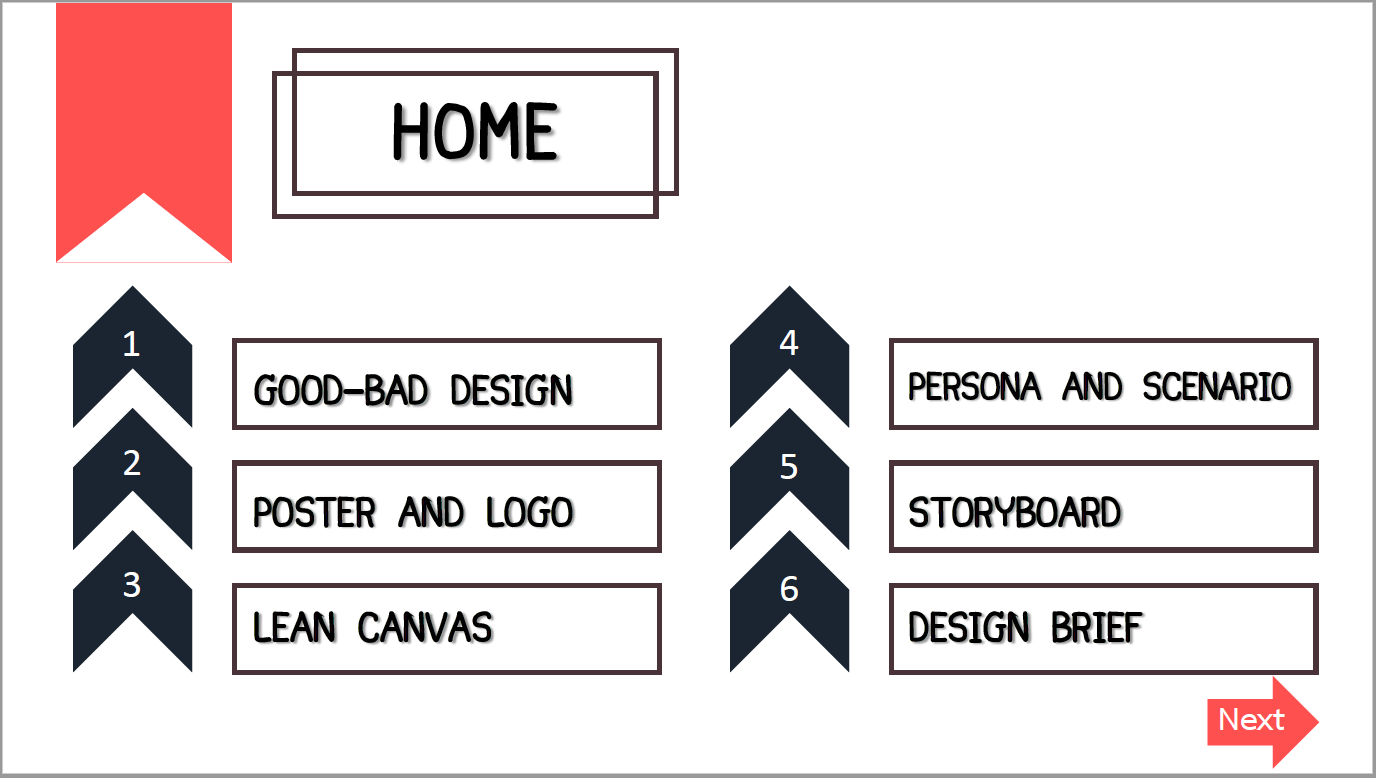 HOME
1
GOOD-BAD DESIGN
2
POSTER AND LOGO
3
LEAN CANVAS
4
PERSONA AND SCENARIO
5
STORYBOARD
6
DESIGN BRIEF
Next